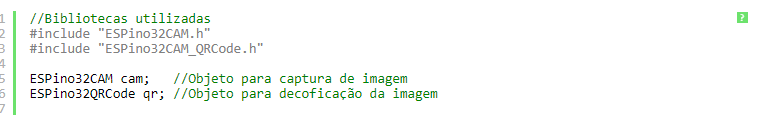 1 //Bibliotecas utilizadas
2 #include "ESPino32CAM.h"
3 #include "ESPino32CAM_QRCode.h"
4
5 ESPino32CAM cam;   //Objeto para captura de imagem
6 ESPino32QRCode qr; //Objeto para decoficação da imagem
7
?